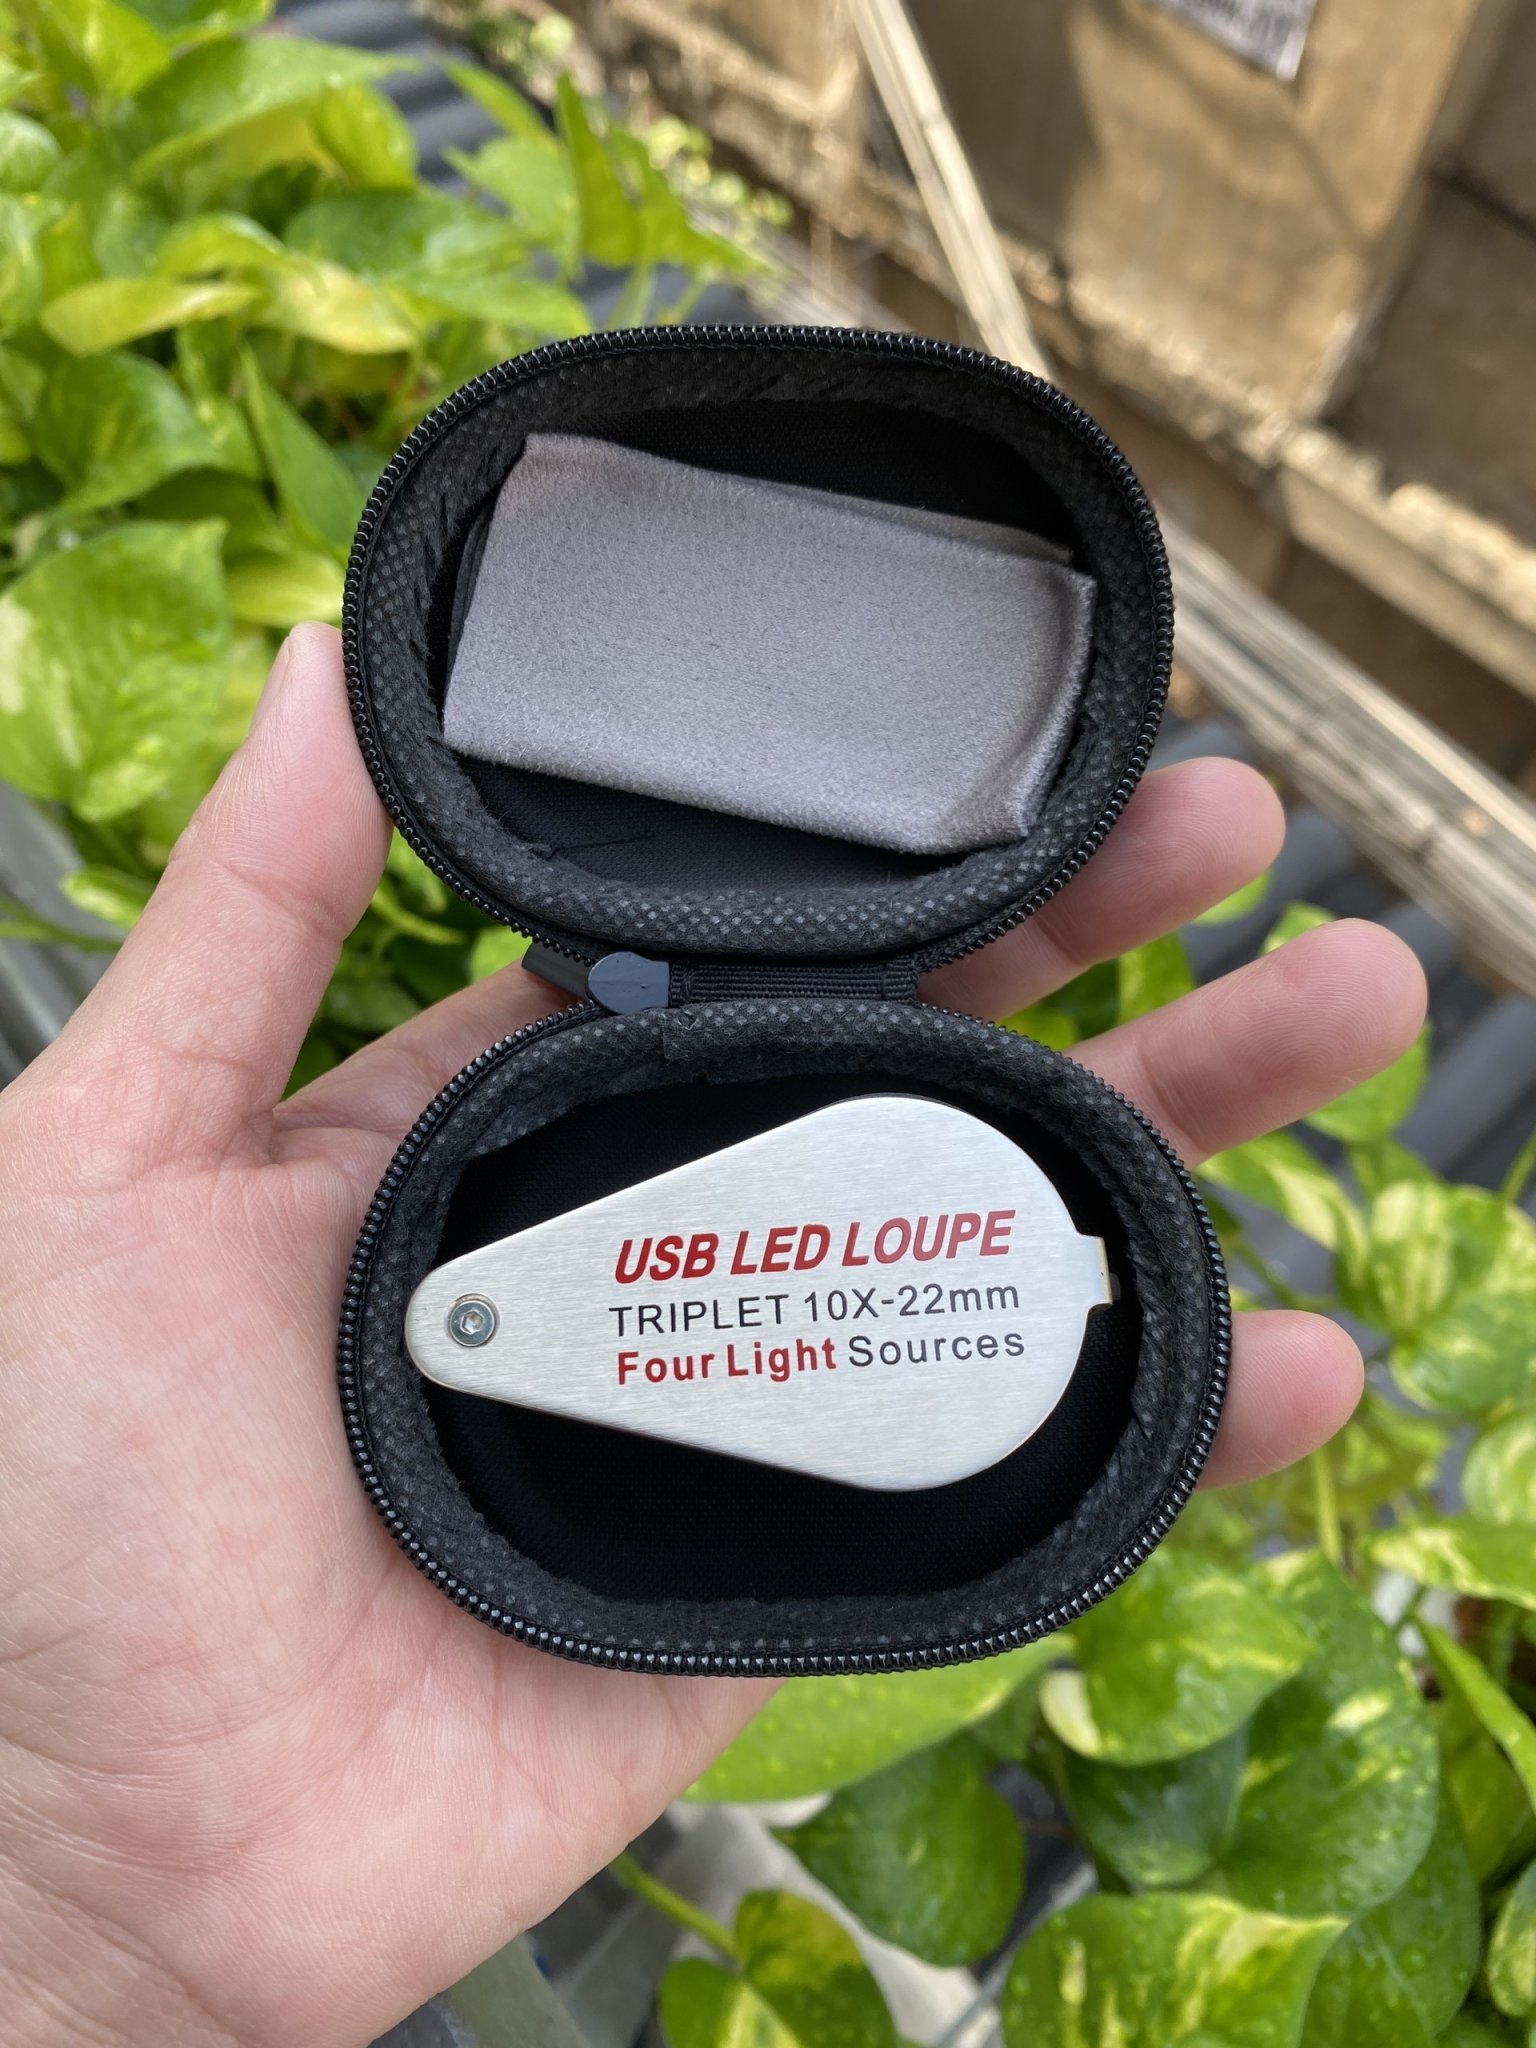 USB LED LOUPE
TRIPLET 10X-22mm
Four Light Sources